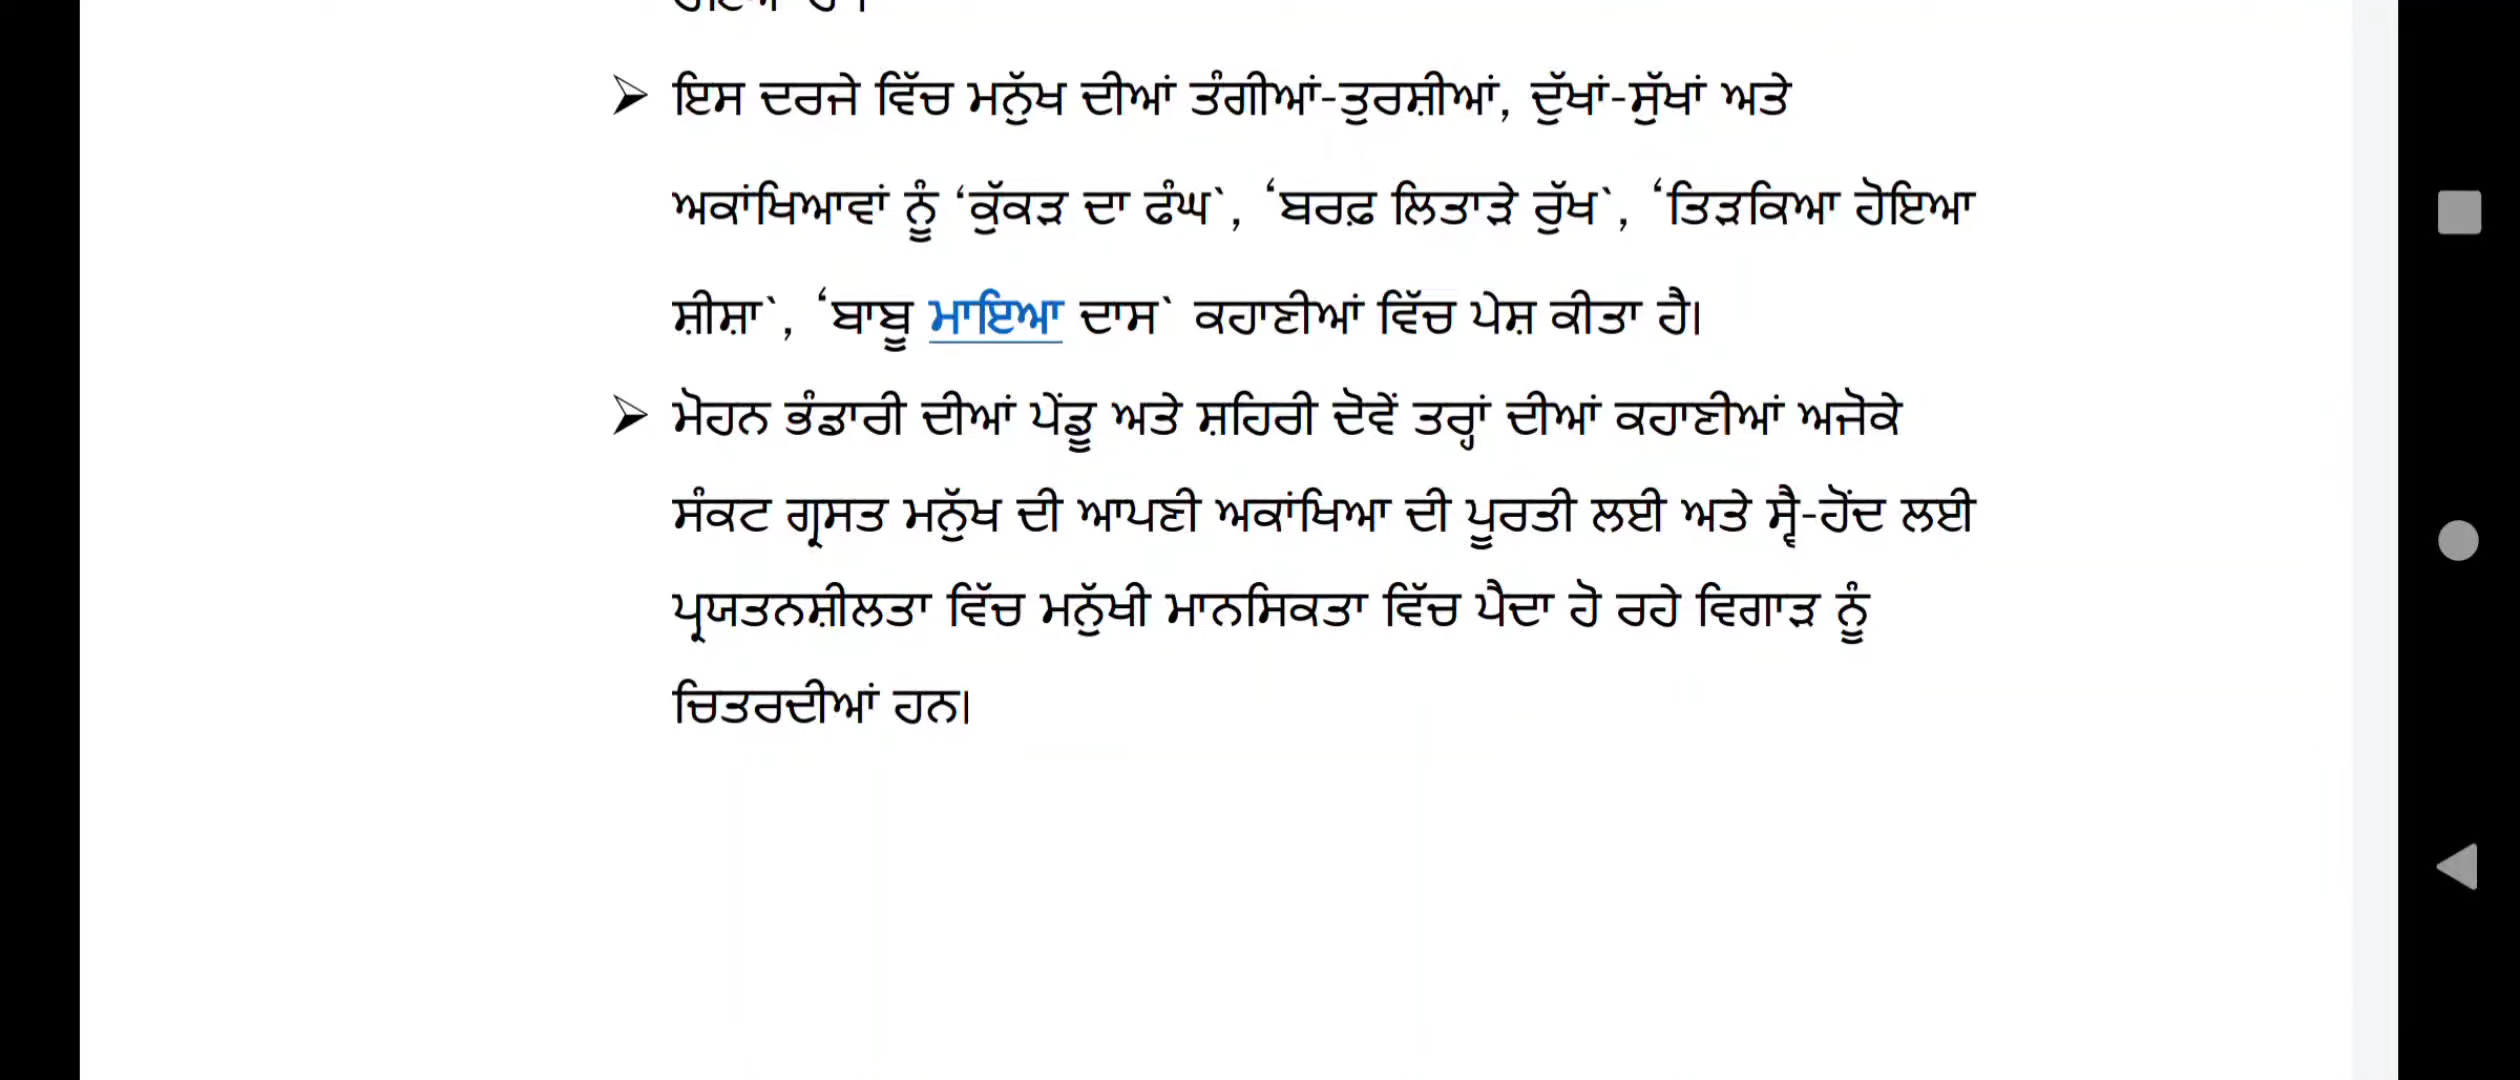 ➢ ਇਸ ਦਰਜੇ ਵਿੱਚ ਮਨੁੱਖ ਦੀਆਂ ਤੰਗੀਆਂ-ਤੁਰਸ਼ੀਆਂ, ਦੁੱਖਾਂ-ਸੁੱਖਾਂ ਅਤੇ
ਅਕਾਂਖਿਆਵਾਂ ਨੂੰ ‘ਕੁੱਕੜ ਦਾ ਫੰਘ`, ‘ਬਰਫ਼ ਲਿਤਾੜੇ ਰੁੱਖ`, ‘ਤਿੜਕਿਆ ਹੋਇਆ
ਸ਼ੀਸ਼ਾ`, ‘ਬਾਬੂ ਮਾਇਆ ਦਾਸ` ਕਹਾਣੀਆਂ ਵਿੱਚ ਪੇਸ਼ ਕੀਤਾ ਹੈ।
➢ ਮੋਹਨ ਭੰਡਾਰੀ ਦੀਆਂ ਪੇਂਡੂ ਅਤੇ ਸ਼ਹਿਰੀ ਦੋਵੇਂ ਤਰ੍ਹਾਂ ਦੀਆਂ ਕਹਾਣੀਆਂ ਅਜੋਕੇ
ਸੰਕਟ ਗ੍ਰਸਤ ਮਨੁੱਖ ਦੀ ਆਪਣੀ ਅਕਾਂਖਿਆ ਦੀ ਪੂਰਤੀ ਲਈ ਅਤੇ ਸ੍ਵੈ-ਹੋਂਦ ਲਈ
ਪ੍ਰਯਤਨਸ਼ੀਲਤਾ ਵਿੱਚ ਮਨੁੱਖੀ ਮਾਨਸਿਕਤਾ ਵਿੱਚ ਪੈਦਾ ਹੋ ਰਹੇ ਵਿਗਾੜ ਨੂੰ
ਚਿਤਰਦੀਆਂ ਹਨ।